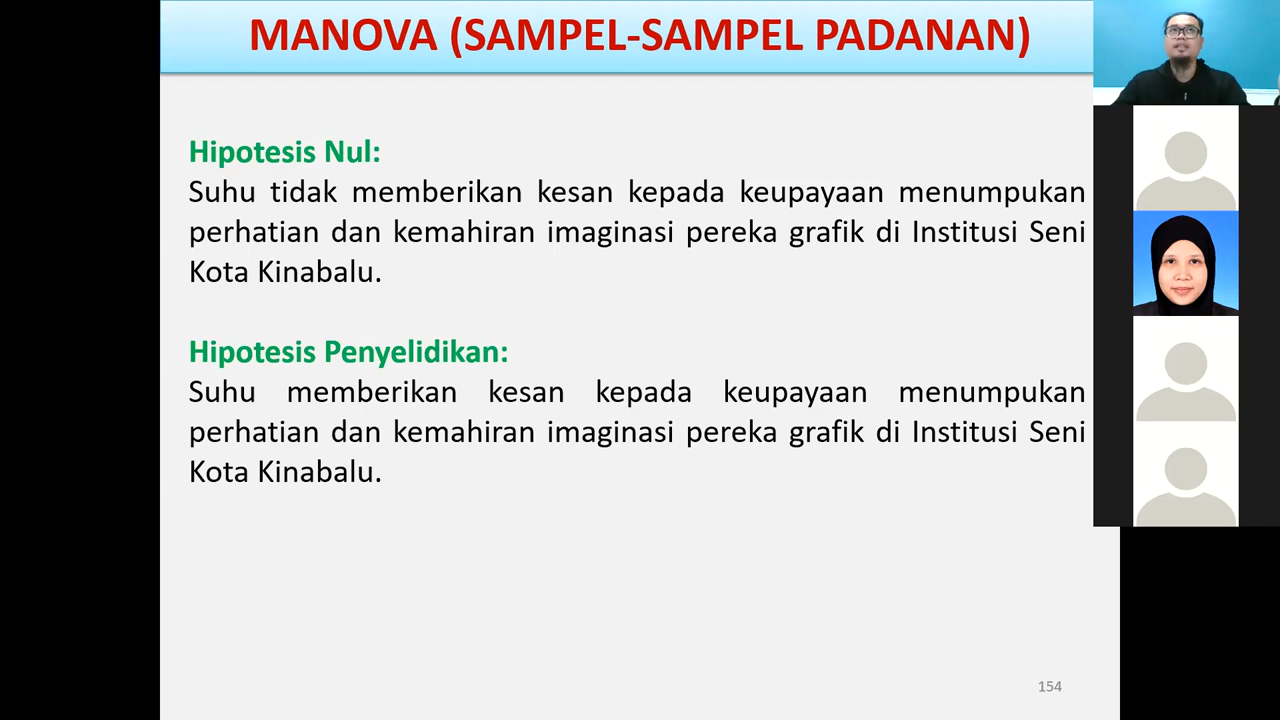 MANOVA (SAMPEL-SAMPEL PADANAN)
Hipotesis Nul:
Suhu tidak memberikan kesan kepada keupayaan menumpukan
perhatian dan kemahiran imaginasi pereka grafik di Institusi Seni
Kota Kinabalu.
Hipotesis Penyelidikan:
Suhu memberikan kesan kepada keupayaan menumpukan
perhatian dan kemahiran imaginasi pereka grafik di Institusi Seni
Kota Kinabalu.
154